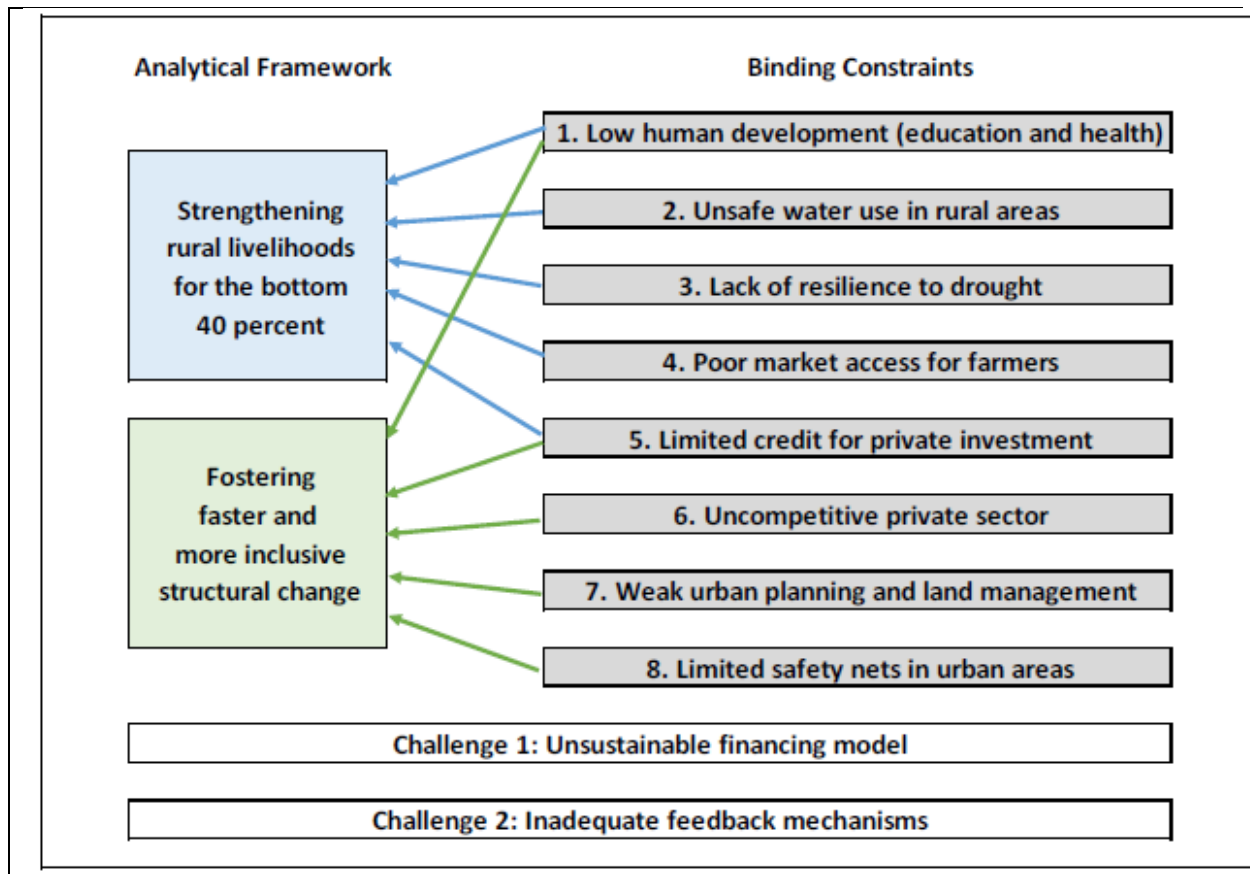 Analytical Framework
Binding Constraints
Strengthening
rural livelihoods
for the bottom
40 percent
Fostering
faster and
more inclusive
structural change
1. Low human development (education and health)
2. Unsafe water use in rural areas
3. Lack of resilience to drought
4. Poor market access for farmers
5. Limited credit for private investment
6. Uncompetitive private sector
7. Weak urban planning and land management
8. Limited safety nets in urban areas
Challenge 1: Unsustainable financing model
Challenge 2: Inadequate feedback mechanisms